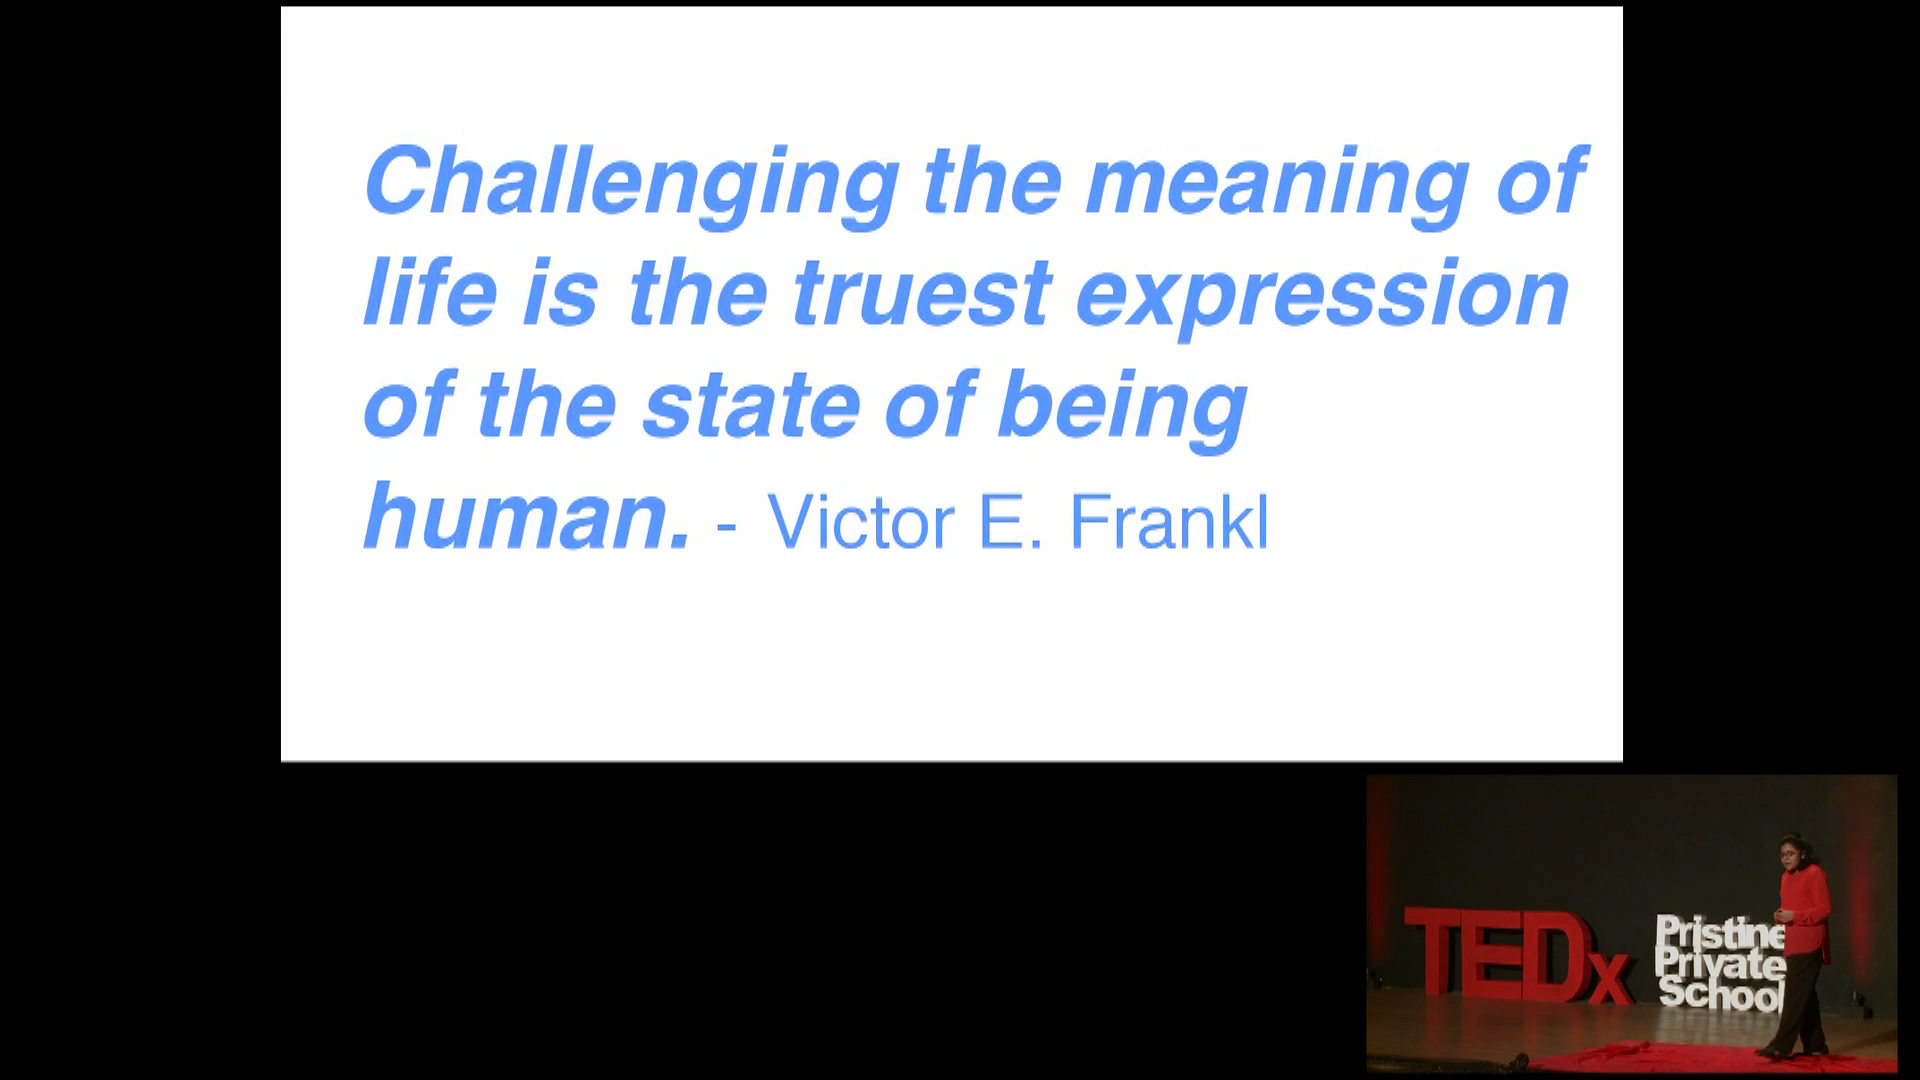 Challenging the meaning of
life is the truest expression
of the state of being
human. - Victor E. Frankl
TEDx
Pristine
Private
School